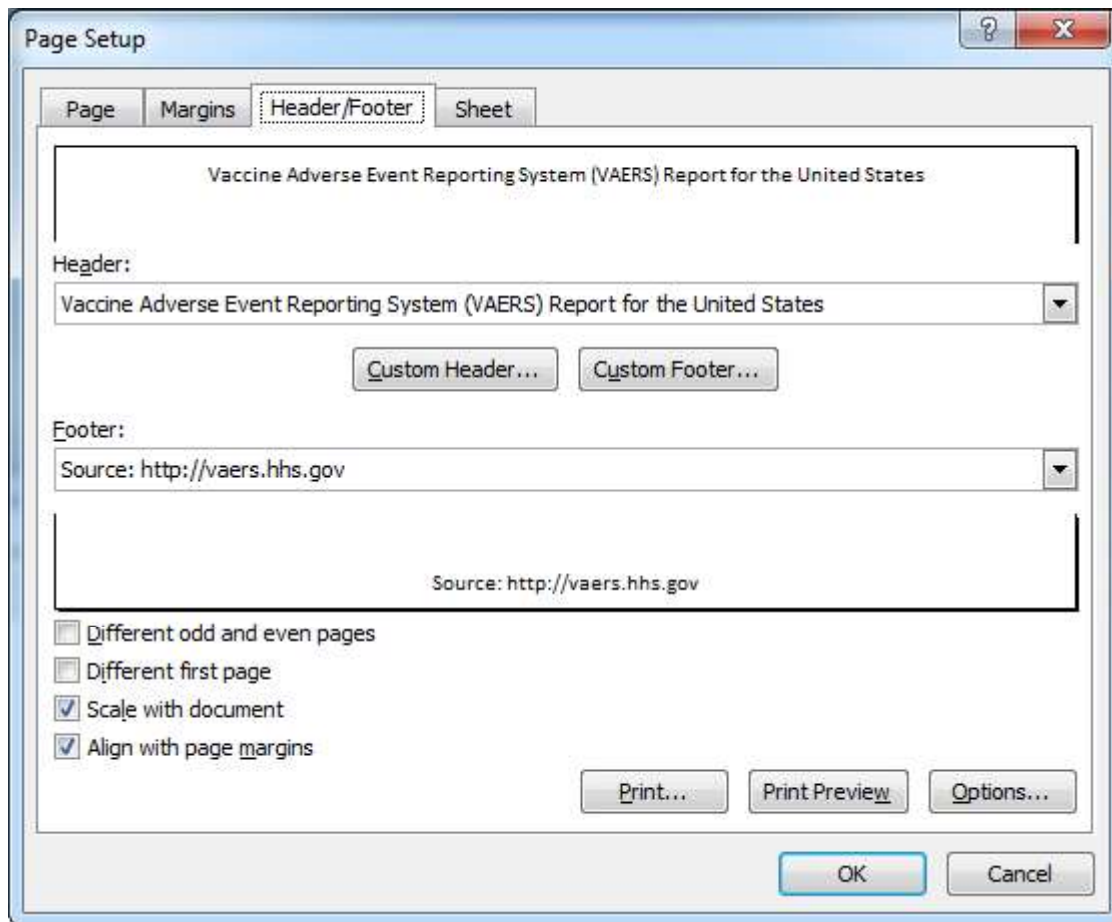 Page Setup
Page Margins Header/Footer Sheet
Vaccine Adverse Event Reporting System (VAERS) Report for the United States
Header:
Vaccine Adverse Event Reporting System (VAERS) Report for the United States
Custom Header... Custom Footer...
Footer:
Source: http://vaers.hhs.gov
Source: http://vaers.hhs.gov
Different odd and even pages
Different first page
Scale with document
Align with page margins
Print... Print Preview Options...
OK Cancel